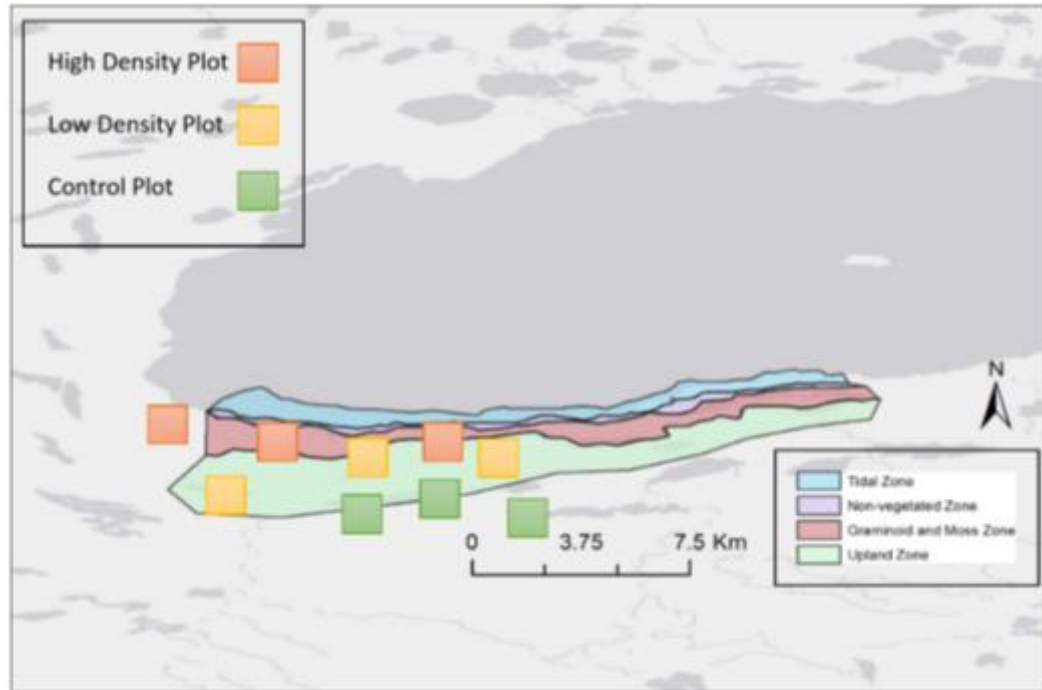 High Density Plot
Low Density Plot
Control Plot
N
0 3.75 7.5 Km
Tidal Zone
Non-vegetated Zone
Graminoid and Moss Zone
Upland Zone